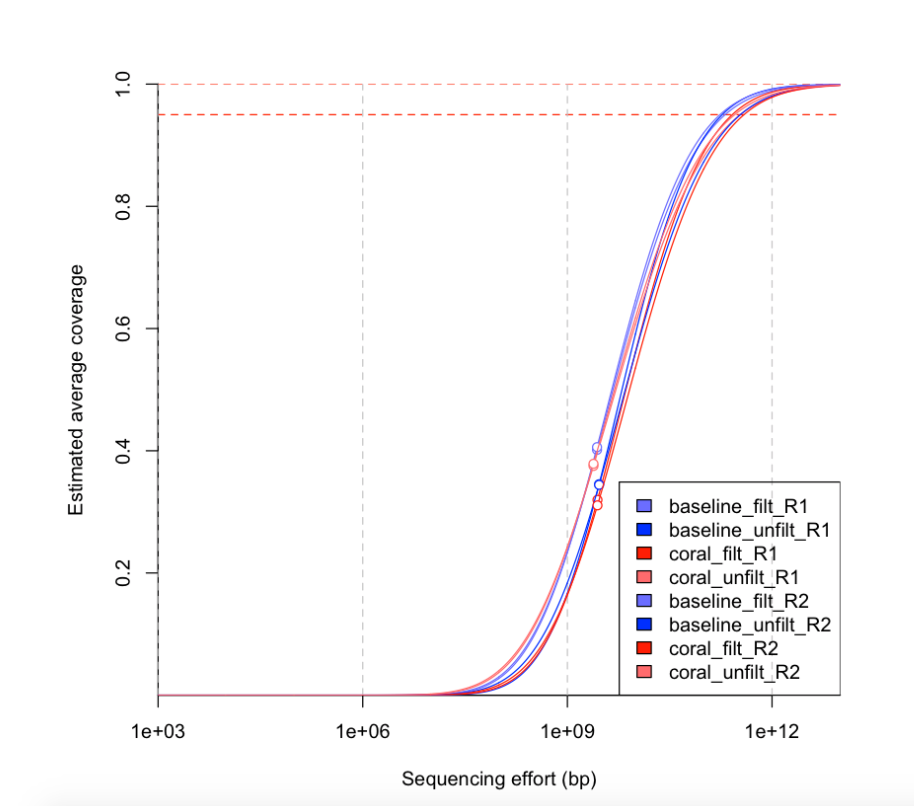 1.0
0.8
0.6
0.4
0.2
Estimated average coverage
baseline_filt_R1
baseline_unfilt_R1
coral_filt_R1
coral_unfilt_R1
baseline_filt_R2
baseline_unfilt_R2
coral_filt_R2
coral_unfilt_R2
1e+03 1e+06 1e+09 1e+12
Sequencing effort (bp)